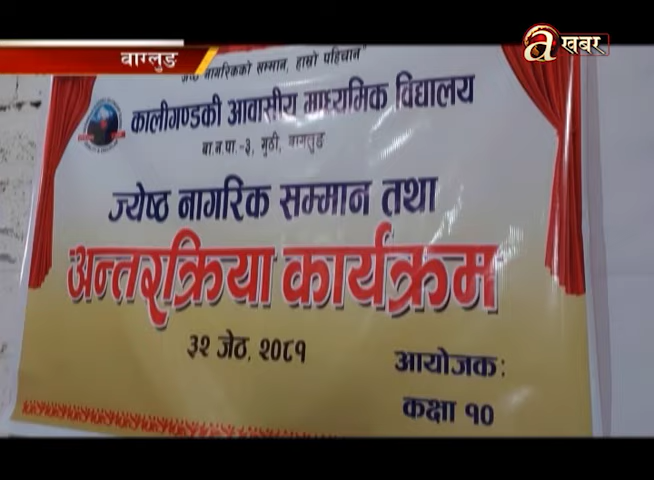 बाग्लुङ
a खबर
नागरिकको सम्मान, हाम्रो पहिचान"
कालीगण्डकी आवासीय माध्यमिक विद्यालय
बा.न.पा.-३, गुठी, बागलुङ
ज्येष्ठ नागरिक सम्मान तथा
अन्तरक्रिया कार्यक्रम
३२ जेठ, २०८१
आयोजक:
कक्षा १०